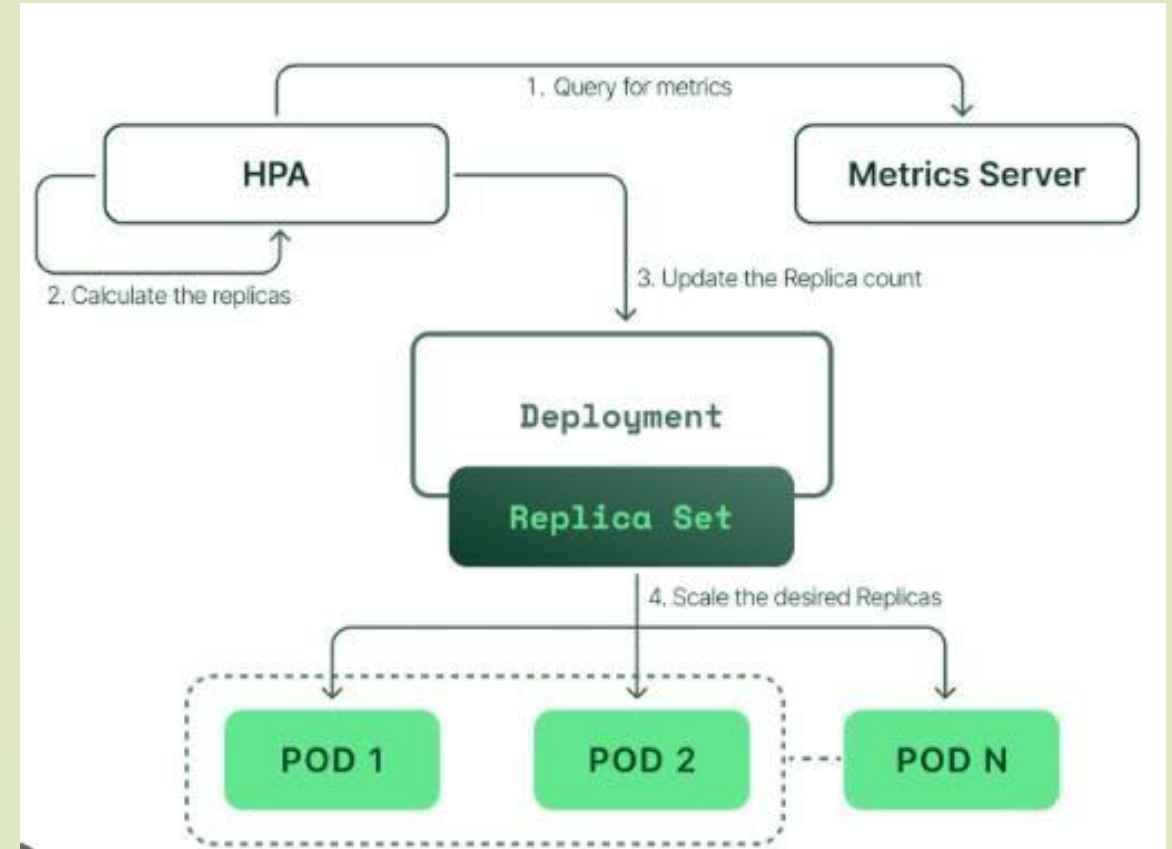 1. Query for metrics
HPA
Metrics Server
2. Calculate the replicas
3. Update the Replica count
Deployment
Replica Set
4. Scale the desired Replicas
POD 1
POD 2
POD N